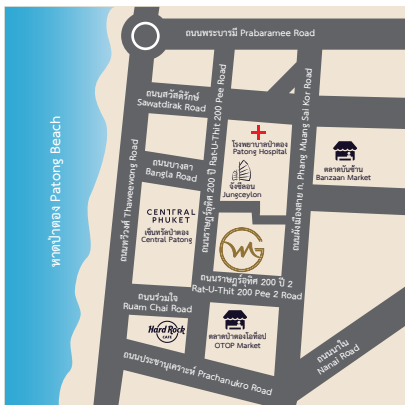 ถนนพระบารมี Prabaramee Road
ถนนสวัสดิรักษ์
Sawatdirak Road
ถนนราษฎร์อุทิศ 200 ปี Rat-U-Thit 200 Pee Road
ถนนผังเมืองสาย ก. Phang Muang Sai Kor Road
โรงพยาบาลป่าตอง
Patong Hospital
ตลาดบันซ้าน
Banzaan Market
หาดป่าตอง Patong Beach
ถนนทวีวงศ์ Thaweewong Road
ถนนบางลา
Bangla Road
จังซีลอน
Jungceylon
CENTRAL
PHUKET
เซ็นทรัลป่าตอง
Central Patong
ถนนราษฎร์อุทิศ 200 ปี 2
Rat-U-Thit 200 Pee 2 Road
ถนนร่วมใจ
Ruam Chai Road
Hard Rock
CAFE
ตลาดป่าตองโอท็อป
OTOP Market
ถนนนาใน
Nanai Road
ถนนประชานุเคราะห์ Prachanukro Road